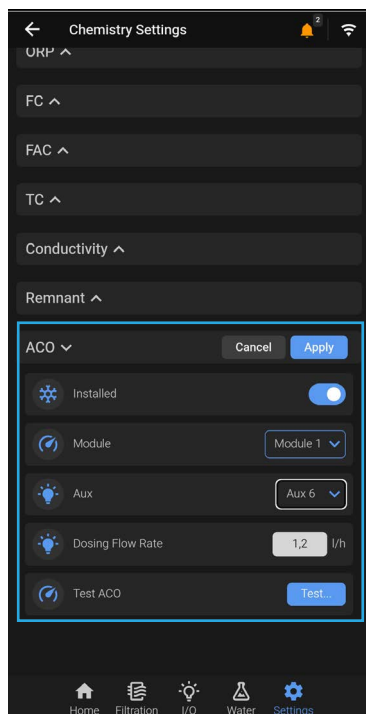 Chemistry Settings 2
ORP
FC
FAC
TC
Conductivity
Remnant
ACO Cancel Apply
Installed
Module Module 1
Aux Aux 6
Dosing Flow Rate 1,2 l/h
Test ACO Test...
Home Filtration I/O Water Settings